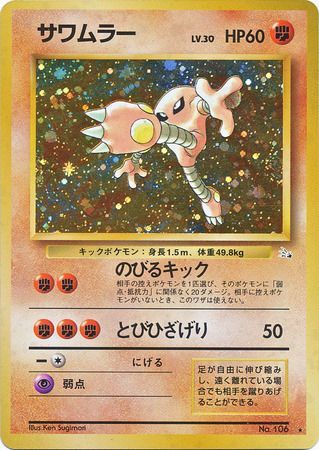 サワムラー LV.30 HP60
キックポケモン：身長1.5m、体重49.8kg
のびるキック
相手の控えポケモンを1匹選び、そのポケモンに「弱
点・抵抗力」に関係なく20ダメージ。相手に控えポケ
モンがいないとき、このワザは使えない。
とびひざげり 50
にげる
弱点
足が自由に伸び縮み
し、遠く離れている
場合でも相手を蹴りあ
げることができる。
Illus.Ken Sugimori
No.106